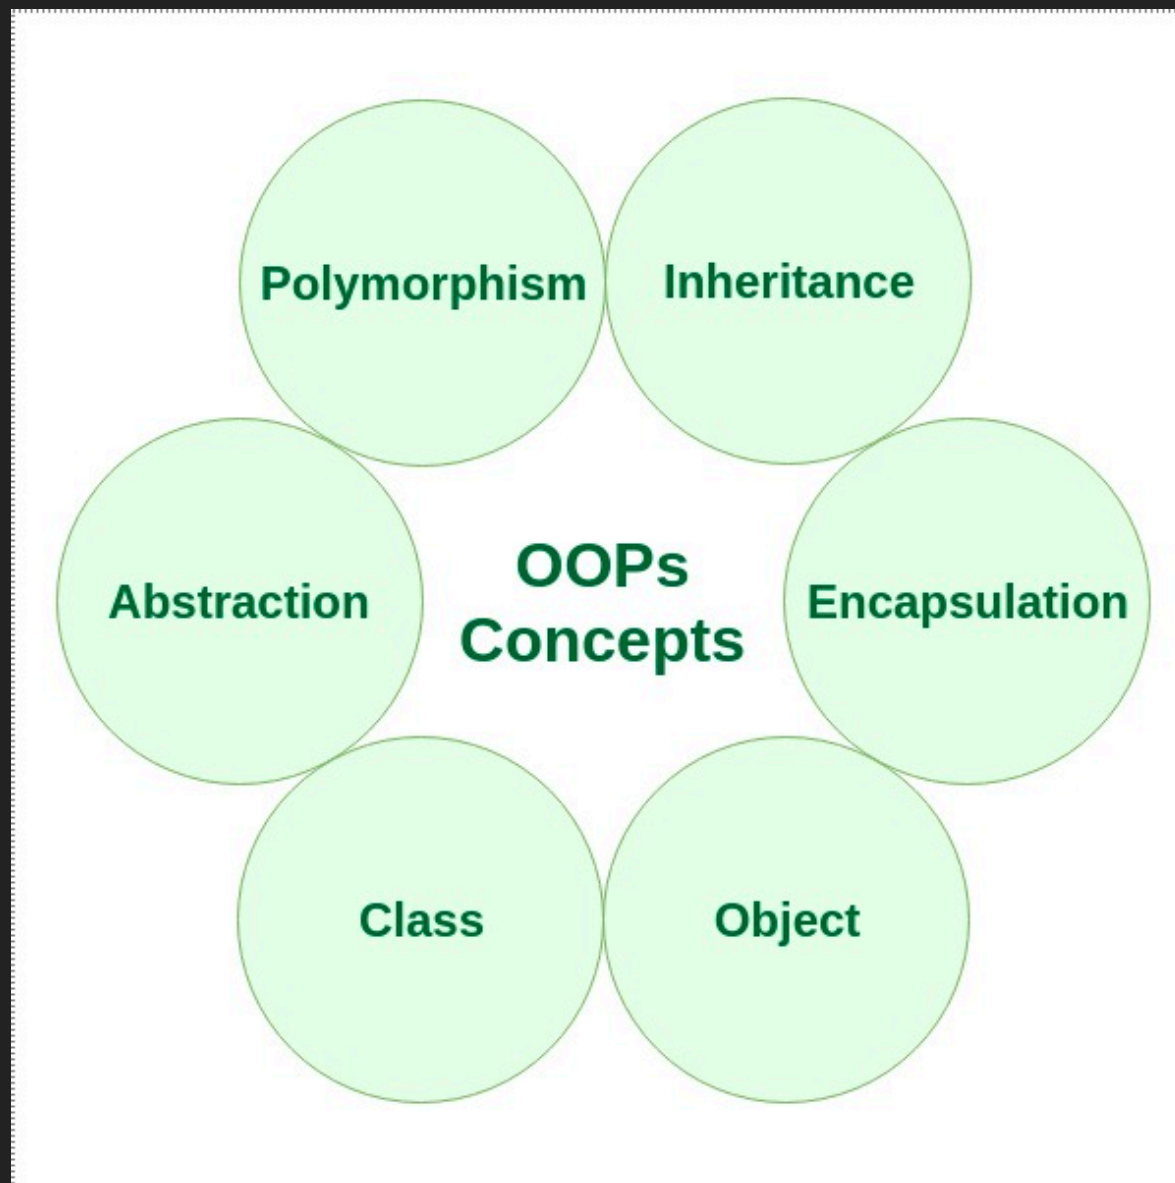 Polymorphism
Inheritance
Abstraction
OOPs
Concepts
Encapsulation
Class
Object